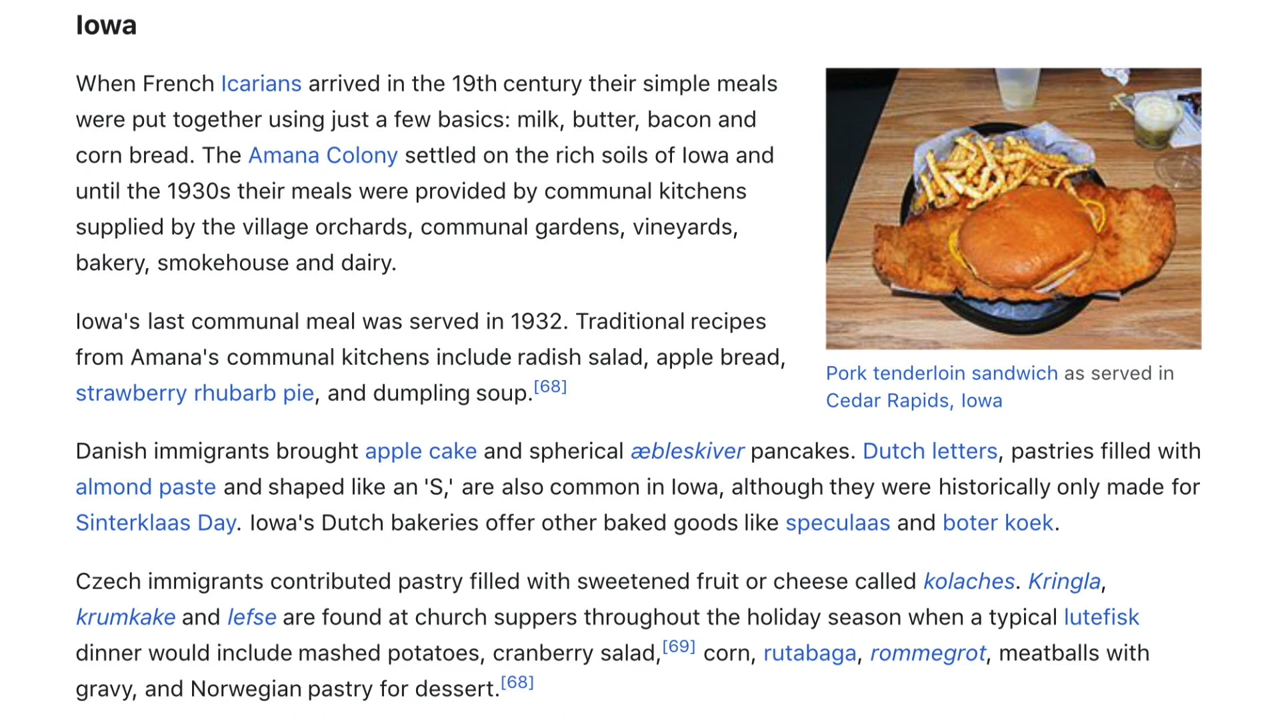 Iowa
When French Icarians arrived in the 19th century their simple meals
were put together using just a few basics: milk, butter, bacon and
corn bread. The Amana Colony settled on the rich soils of Iowa and
until the 1930s their meals were provided by communal kitchens
supplied by the village orchards, communal gardens, vineyards,
bakery, smokehouse and dairy.
Iowa's last communal meal was served in 1932. Traditional recipes
from Amana's communal kitchens include radish salad, apple bread,
strawberry rhubarb pie, and dumpling soup.[68]
Pork tenderloin sandwich as served in
Cedar Rapids, Iowa
Danish immigrants brought apple cake and spherical æbleskiver pancakes. Dutch letters, pastries filled with
almond paste and shaped like an 'S,' are also common in Iowa, although they were historically only made for
Sinterklaas Day. Iowa's Dutch bakeries offer other baked goods like speculaas and boter koek.
Czech immigrants contributed pastry filled with sweetened fruit or cheese called kolaches. Kringla,
krumkake and lefse are found at church suppers throughout the holiday season when a typical lutefisk
dinner would include mashed potatoes, cranberry salad,[69] corn, rutabaga, rommegrot, meatballs with
gravy, and Norwegian pastry for dessert.[68]